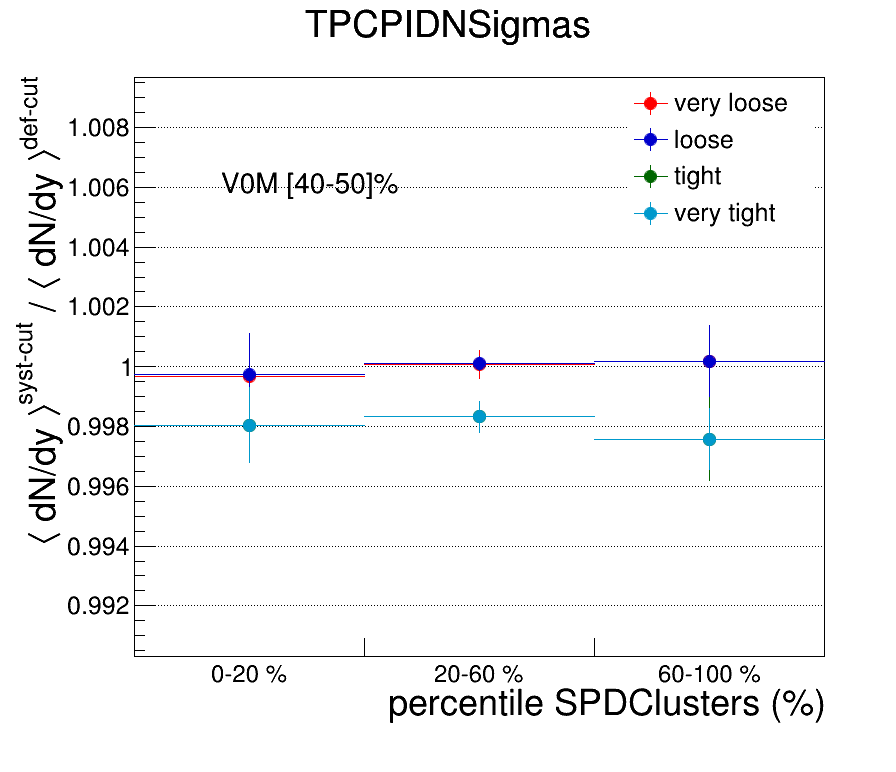 TPCPIDNSigmas
⟨ dN/dy ⟩^syst-cut / ⟨ dN/dy ⟩^def-cut
1.008
1.006
1.004
1.002
1
0.998
0.996
0.994
0.992
V0M [40-50]%
very loose
loose
tight
very tight
0-20 %
20-60 %
60-100 %
percentile SPDClusters (%)